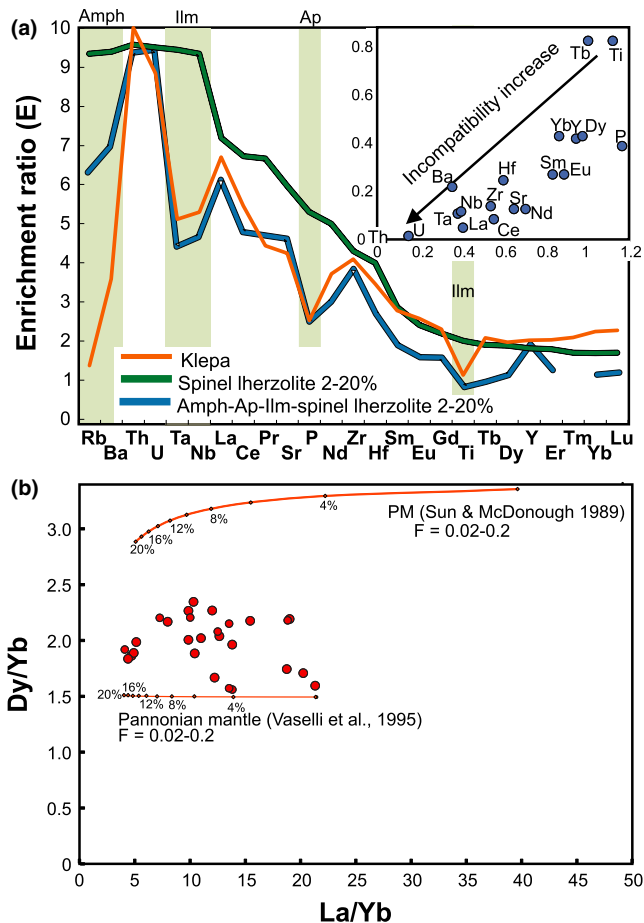 (a)
Amph
Ilm
Ap
Enrichment ratio (E)
10
9
8
7
6
5
4
3
2
1
0
0.8
0.6
0.4
0.2
0
0
0.2
0.4
0.6
0.8
1.0
1.2
Incompatibility increase
Tb
Ti
Yb
Y
Dy
P
Sm
Eu
Hf
Ba
Zr
Sr
Nd
Nb
Ta
La
Ce
Th
U
Ilm
Klepa
Spinel lherzolite 2-20%
Amph-Ap-Ilm-spinel lherzolite 2-20%
Rb Th Ta La Pr P Zr Sm Gd Tb Y Tm Lu
Ba U Nb Ce Sr Nd Hf Eu Ti Dy Er Yb
(b)
Dy/Yb
3.0
2.5
2.0
1.5
1.0
0.5
0
20%
16%
12%
8%
4%
PM (Sun & McDonough 1989)
F = 0.02-0.2
20%
16%
12%
8%
4%
Pannonian mantle (Vaselli et al., 1995)
F = 0.02-0.2
0 5 10 15 20 25 30 35 40 45 50
La/Yb